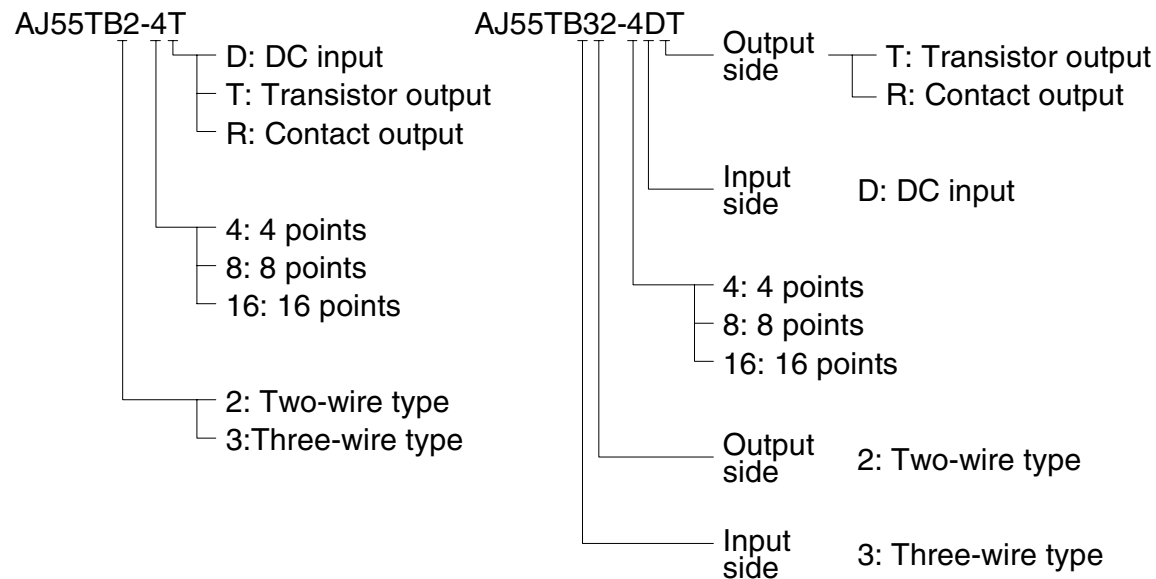 AJ55TB2-4T
D: DC input
T: Transistor output
R: Contact output
4: 4 points
8: 8 points
16: 16 points
2: Two-wire type
3:Three-wire type
AJ55TB32-4DT
Output
side
T: Transistor output
R: Contact output
Input
side
D: DC input
4: 4 points
8: 8 points
16: 16 points
Output
side
2: Two-wire type
Input
side
3: Three-wire type